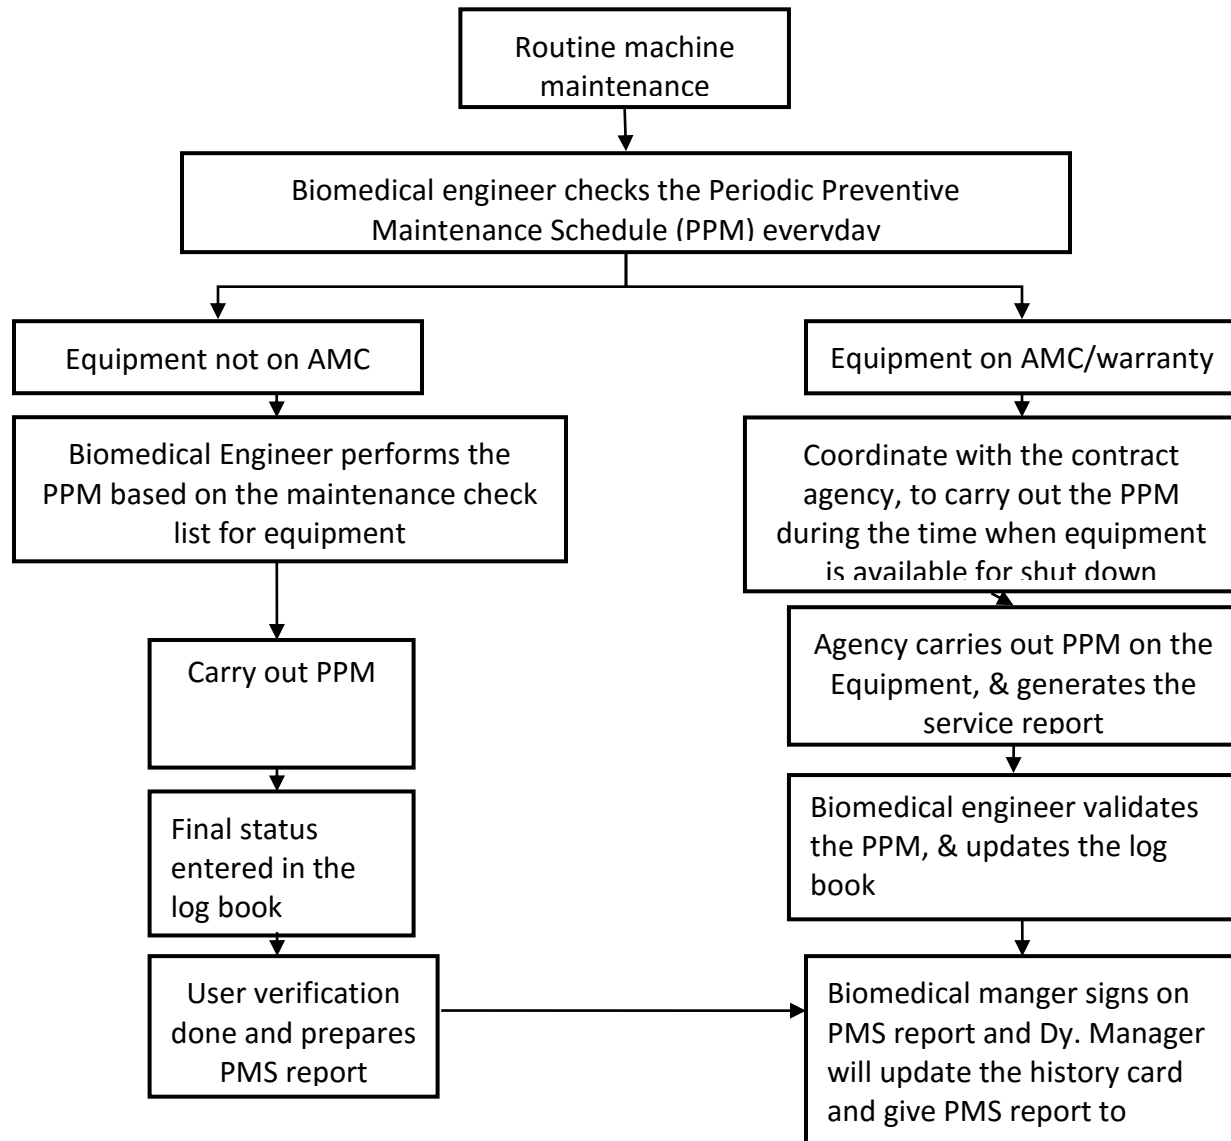 Routine machine
maintenance
Biomedical engineer checks the Periodic Preventive
Maintenance Schedule (PPM) everyday
Equipment not on AMC
Equipment on AMC/warranty
Biomedical Engineer performs the
PPM based on the maintenance check
list for equipment
Coordinate with the contract
agency, to carry out the PPM
during the time when equipment
is available for shut down
Carry out PPM
Agency carries out PPM on the
Equipment, & generates the
service report
Final status
entered in the
log book
Biomedical engineer validates
the PPM, & updates the log
book
User verification
done and prepares
PMS report
Biomedical manger signs on
PMS report and Dy. Manager
will update the history card
and give PMS report to